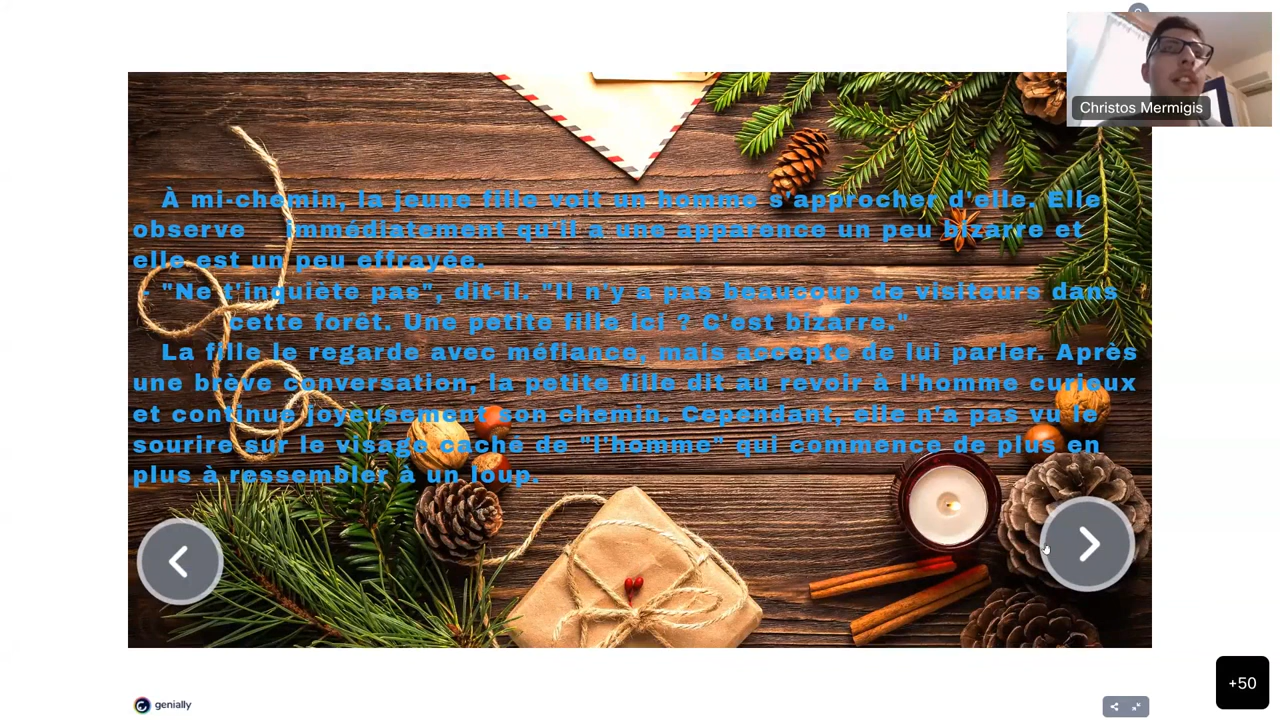 Christos Mermigis
À mi-chemin, la jeune fille voit un homme s'approcher d'elle. Elle
observe immédiatement qu'il a une apparence un peu bizarre et
elle est un peu effrayée.
- "Ne t'inquiète pas", dit-il. "Il n'y a pas beaucoup de visiteurs dans
cette forêt. Une petite fille ici ? C'est bizarre."
La fille le regarde avec méfiance, mais accepte de lui parler. Après
une brève conversation, la petite fille dit au revoir à l'homme curieux
et continue joyeusement son chemin. Cependant, elle n'a pas vu le
sourire sur le visage caché de "l'homme" qui commence de plus en
plus à ressembler à un loup.
genially
+50